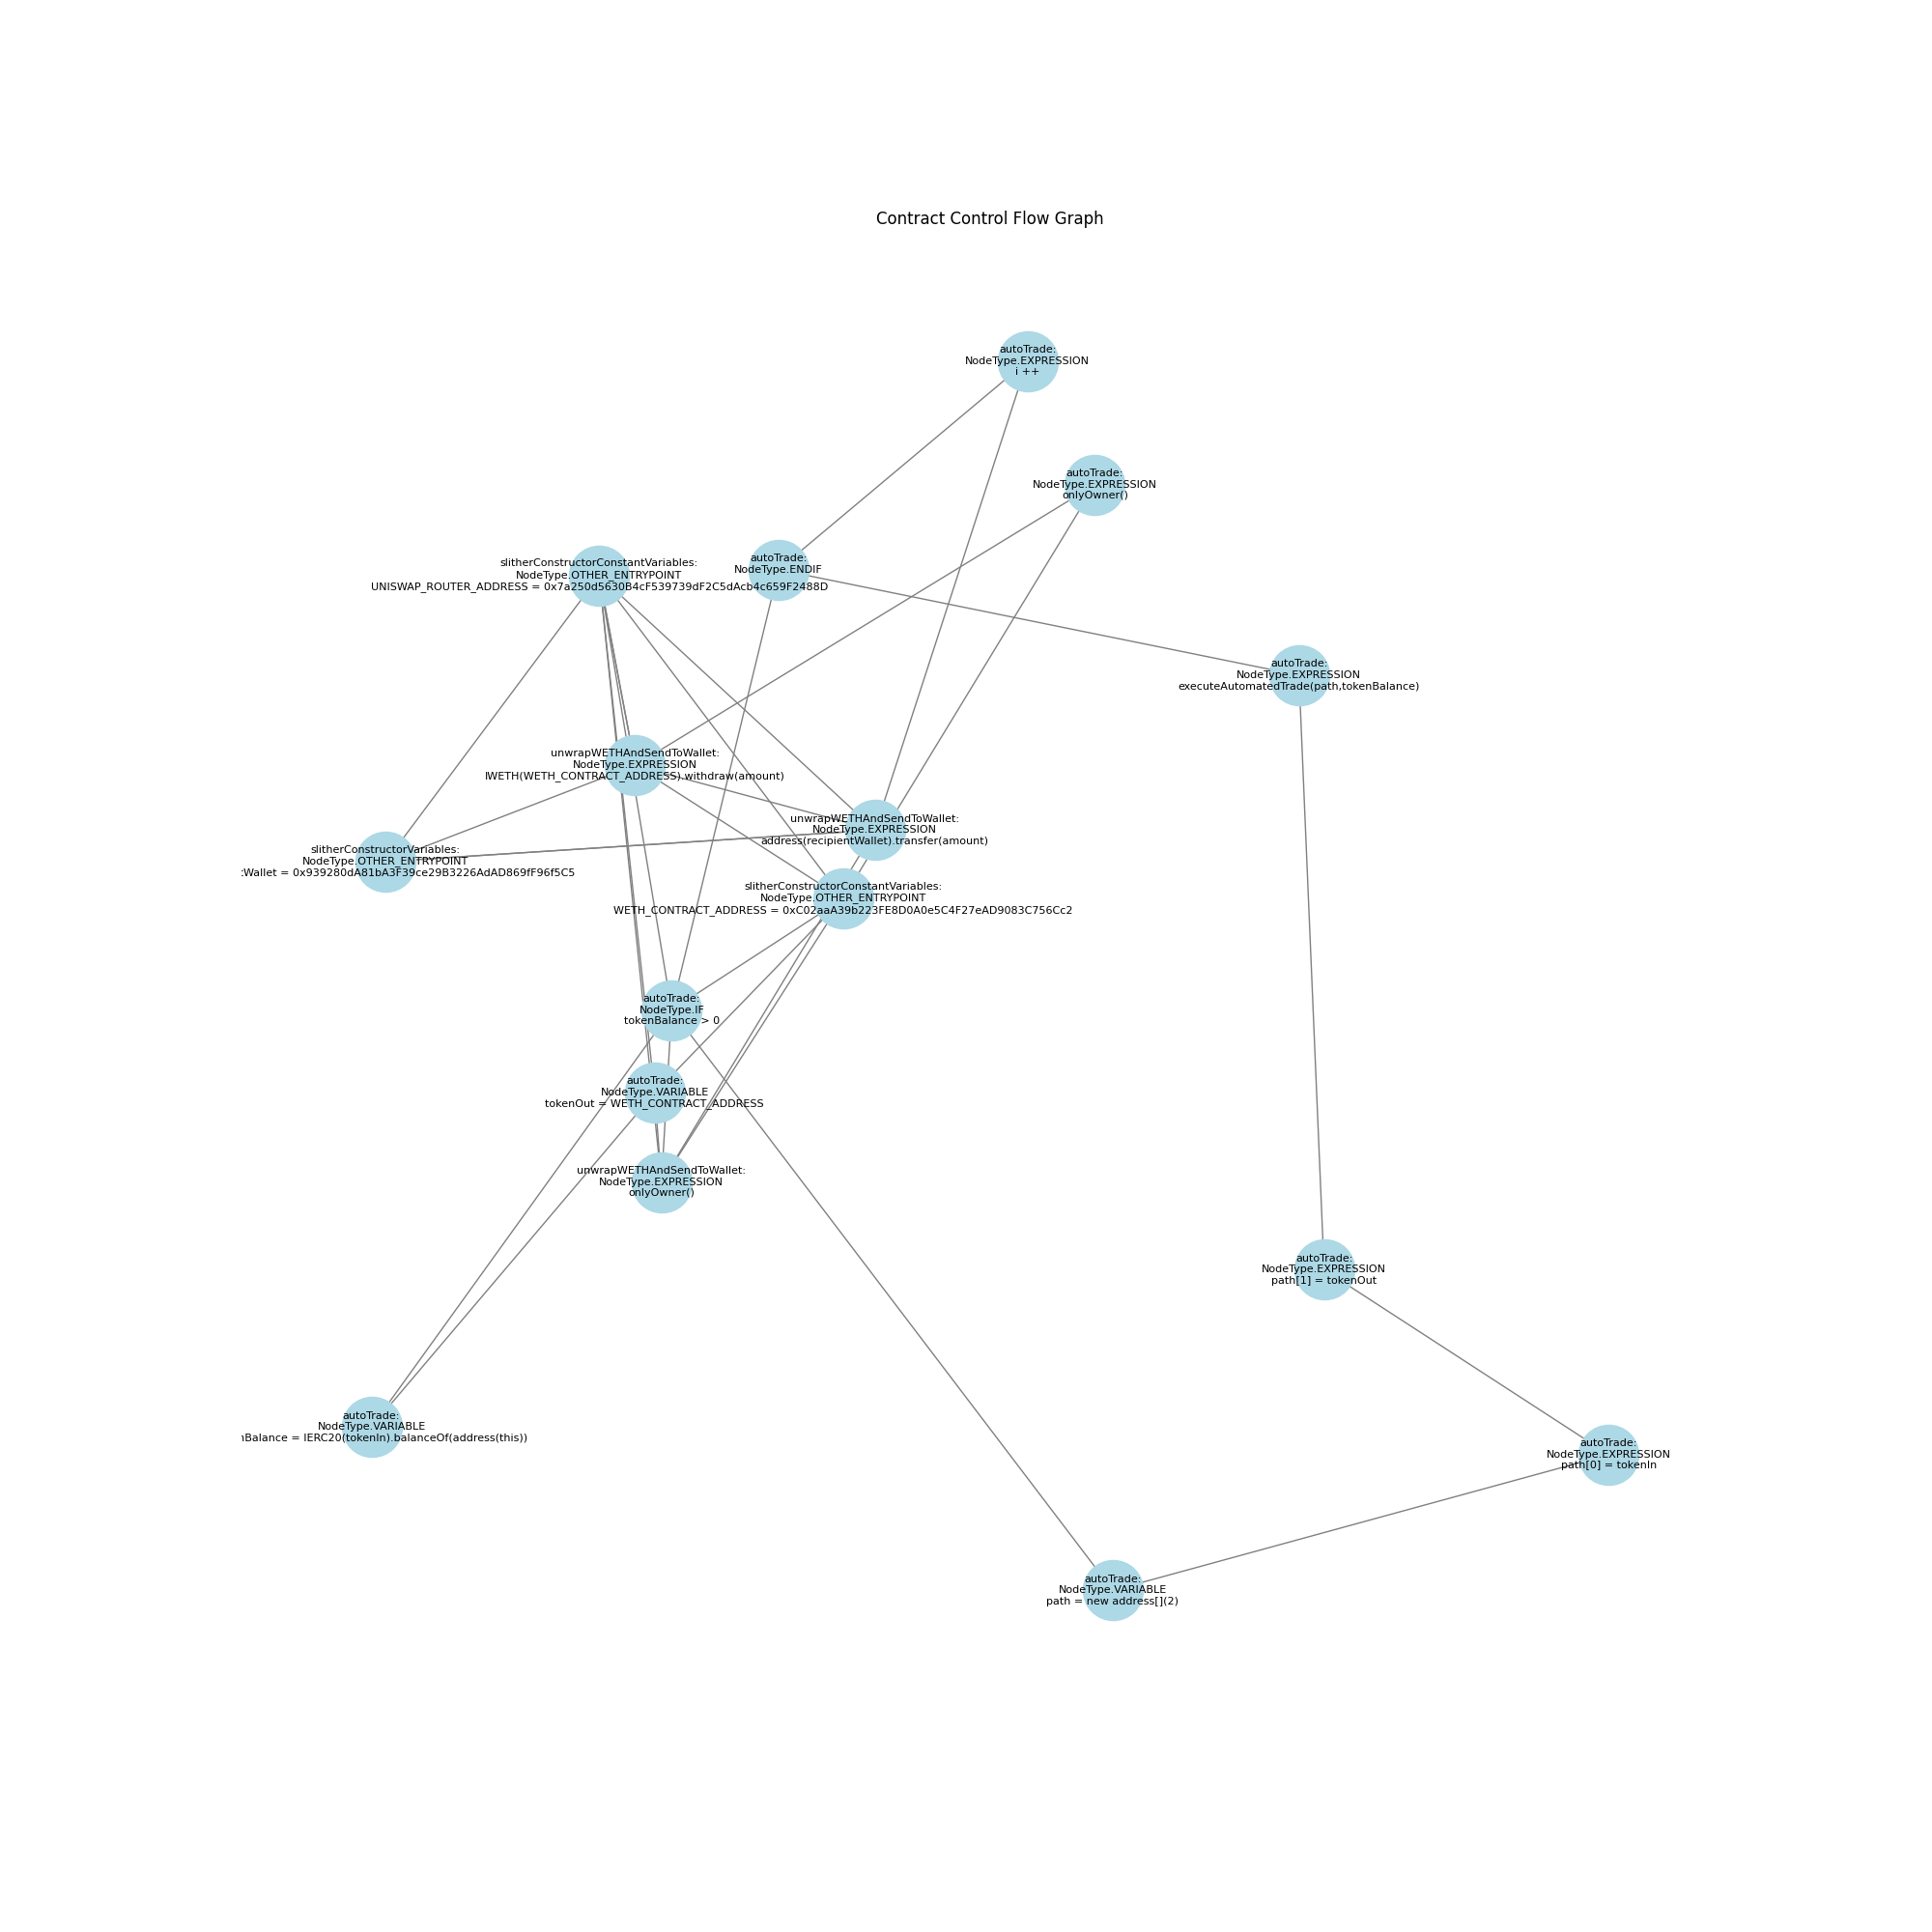 Contract Control Flow Graph
autoTrade:
NodeType.EXPRESSION
i ++
autoTrade:
NodeType.EXPRESSION
onlyOwner()
autoTrade:
NodeType.ENDIF
slitherConstructorConstantVariables:
NodeType.OTHER_ENTRYPOINT
UNISWAP_ROUTER_ADDRESS = 0x7a250d5630B4cF539739dF2C5dAcb4c659F2488D
autoTrade:
NodeType.EXPRESSION
executeAutomatedTrade(path,tokenBalance)
unwrapWETHAndSendToWallet:
NodeType.EXPRESSION
IWETH(WETH_CONTRACT_ADDRESS).withdraw(amount)
unwrapWETHAndSendToWallet:
NodeType.EXPRESSION
address(recipientWallet).transfer(amount)
slitherConstructorVariables:
NodeType.OTHER_ENTRYPOINT
:Wallet = 0x939280dA81bA3F39ce29B3226AdAD869fF96f5C5
slitherConstructorConstantVariables:
NodeType.OTHER_ENTRYPOINT
WETH_CONTRACT_ADDRESS = 0xC02aaA39b223FE8D0A0e5C4F27eAD9083C756Cc2
autoTrade:
NodeType.IF
tokenBalance > 0
autoTrade:
NodeType.VARIABLE
tokenOut = WETH_CONTRACT_ADDRESS
unwrapWETHAndSendToWallet:
NodeType.EXPRESSION
onlyOwner()
autoTrade:
NodeType.EXPRESSION
path[1] = tokenOut
autoTrade:
NodeType.VARIABLE
nBalance = IERC20(tokenIn).balanceOf(address(this))
autoTrade:
NodeType.EXPRESSION
path[0] = tokenIn
autoTrade:
NodeType.VARIABLE
path = new address[](2)